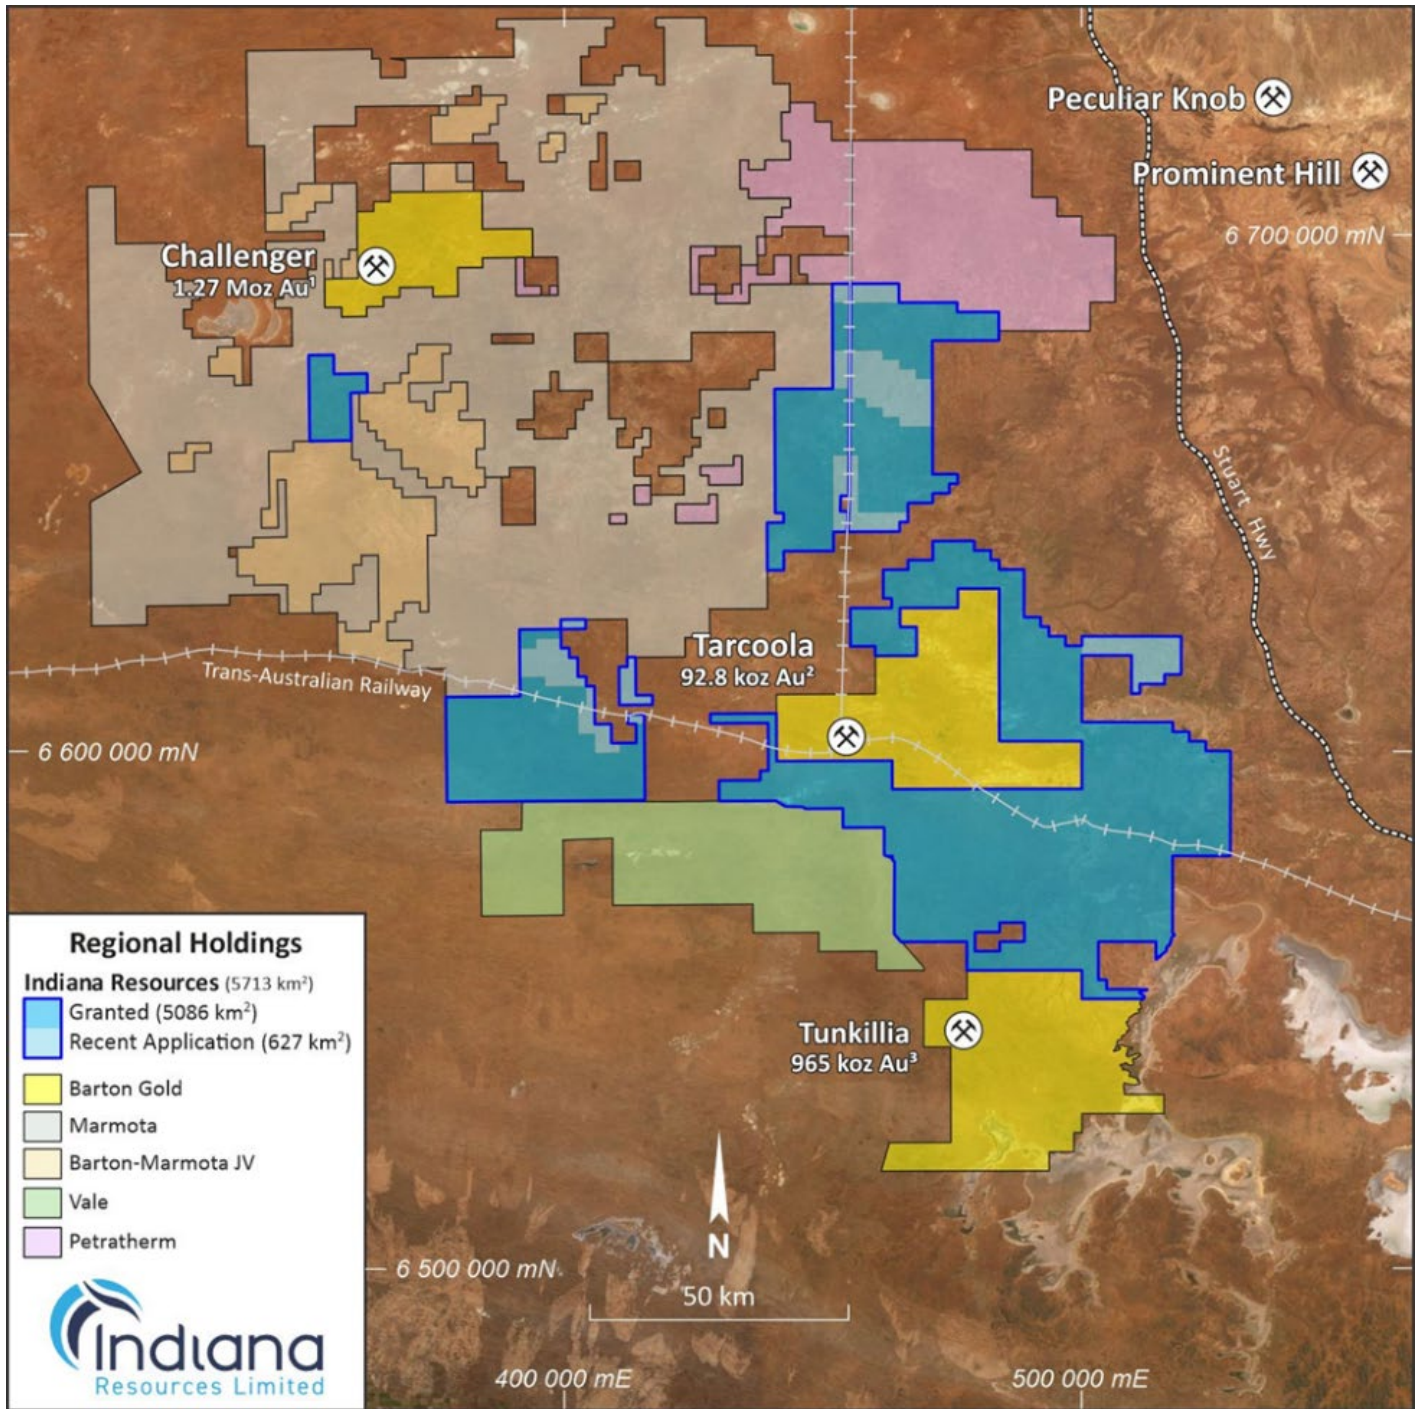 Peculiar Knob
Prominent Hill
6 700 000 mN
Challenger
1.27 Moz Au¹
Stuart Hwy
Tarcoola
92.8 koz Au²
Trans-Australian Railway
6 600 000 mN
Tunkillia
965 koz Au³
Regional Holdings
Indiana Resources (5713 km²)
Granted (5086 km²)
Recent Application (627 km²)
Barton Gold
Marmota
Barton-Marmota JV
Vale
Petratherm
N
6 500 000 mN
50 km
Indiana
Resources Limited
400 000 mE
500 000 mE